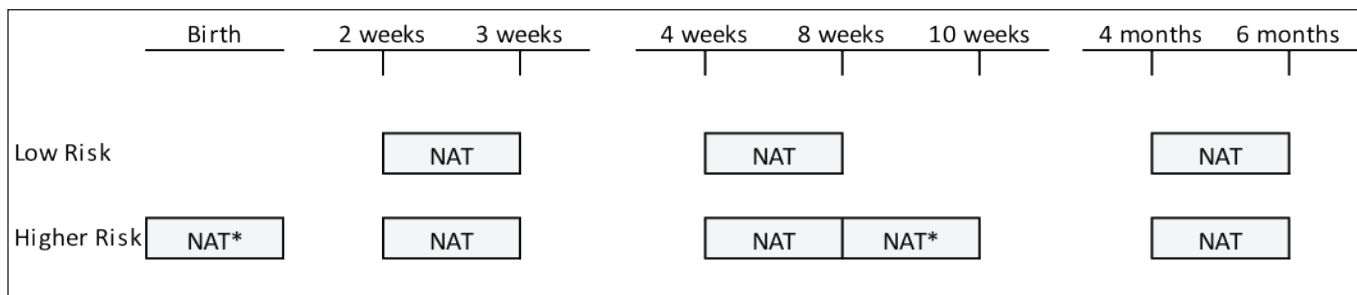 Birth 2 weeks 3 weeks 4 weeks 8 weeks 10 weeks 4 months 6 months
Low Risk NAT NAT NAT
Higher Risk NAT* NAT NAT NAT* NAT